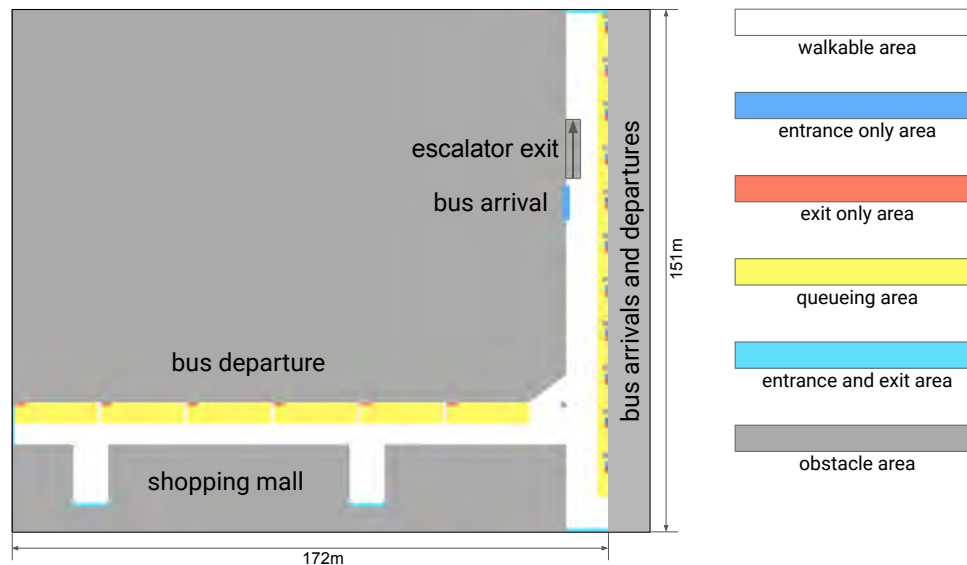 escalator exit
bus arrival
bus departure
shopping mall
bus arrivals and departures
151m
172m
walkable area
entrance only area
exit only area
queueing area
entrance and exit area
obstacle area